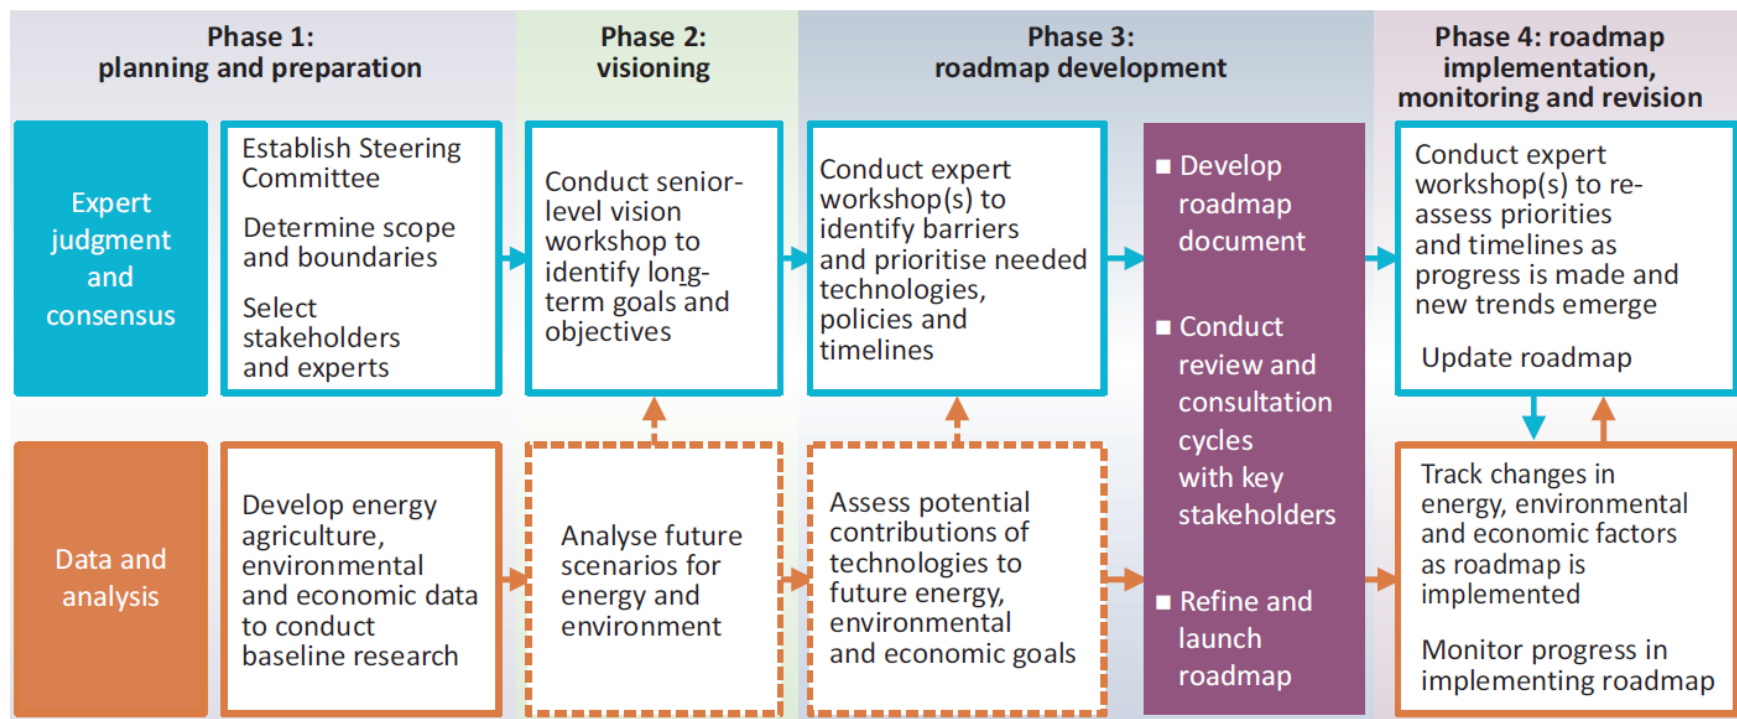 Phase 1:
planning and preparation
Phase 2:
visioning
Phase 3:
roadmap development
Phase 4: roadmap
implementation,
monitoring and revision
Expert
judgment
and
consensus
Establish Steering
Committee
Determine scope
and boundaries
Select
stakeholders
and experts
Conduct senior-
level vision
workshop to
identify long-
term goals and
objectives
Conduct expert
workshop(s) to
identify barriers
and prioritise needed
technologies,
policies and
timelines
■ Develop
roadmap
document
■ Conduct
review and
consultation
cycles
with key
stakeholders
■ Refine and
launch
roadmap
Conduct expert
workshop(s) to re-
assess priorities
and timelines as
progress is made and
new trends emerge
Update roadmap
Data and
analysis
Develop energy
agriculture,
environmental
and economic data
to conduct
baseline research
Analyse future
scenarios for
energy and
environment
Assess potential
contributions of
technologies to
future energy,
environmental
and economic goals
Track changes in
energy, environmental
and economic factors
as roadmap is
implemented
Monitor progress in
implementing roadmap